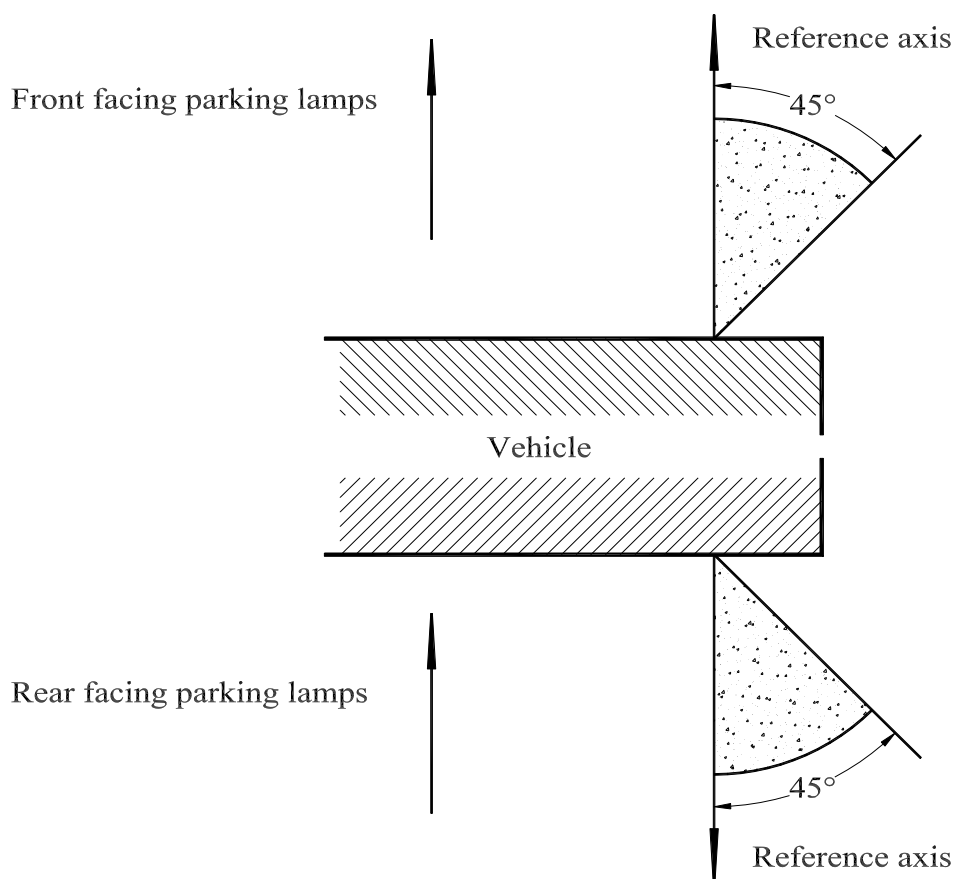 Reference axis
Front facing parking lamps
45°
Vehicle
Rear facing parking lamps
45°
Reference axis